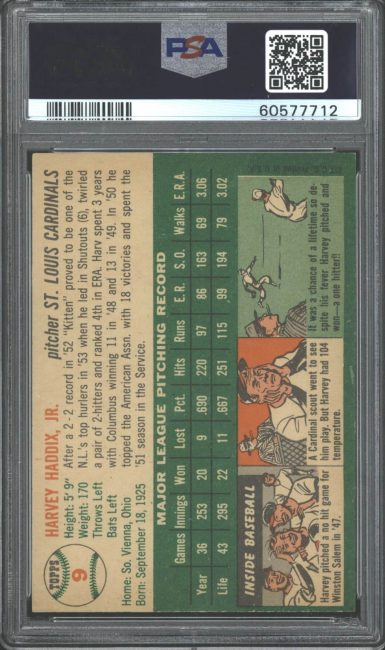 PSA
60577712
TOPPS
9
HARVEY HADDIX, JR.
pitcher ST. LOUIS CARDINALS
Height: 5' 9"
Weight: 170
Throws Left
Bats Left
Home: So. Vienna, Ohio
Born: September 18, 1925
After a 2 - 2 record in '52 "Kitten" proved to be one of the
N.L.'s top hurlers in '53 when he led in Shutouts (6), twirled
a pair of 2-hitters and ranked 4th in ERA. Harv spent 3 years
with Columbus winning 11 in '48 and 13 in '49. In '50 he
topped the American Assn. with 18 victories and spent the
'51 season in the Service.
MAJOR LEAGUE PITCHING RECORD
Games Innings Won Lost Pct. Hits Runs E.R. S.O. Walks E.R.A.
Year 36 253 20 9 .690 220 97 86 163 69 3.06
Life 43 295 22 11 .667 251 115 .99 194 79 3.02
INSIDE BASEBALL
Harvey pitched a no hit game for
Winston Salem in '47.
A Cardinal scout went to see
him. But Harvey had 104
temperature.
It was a chance of a lifetime so de-
spite his fever Harvey pitched and
won—a one hitter!!